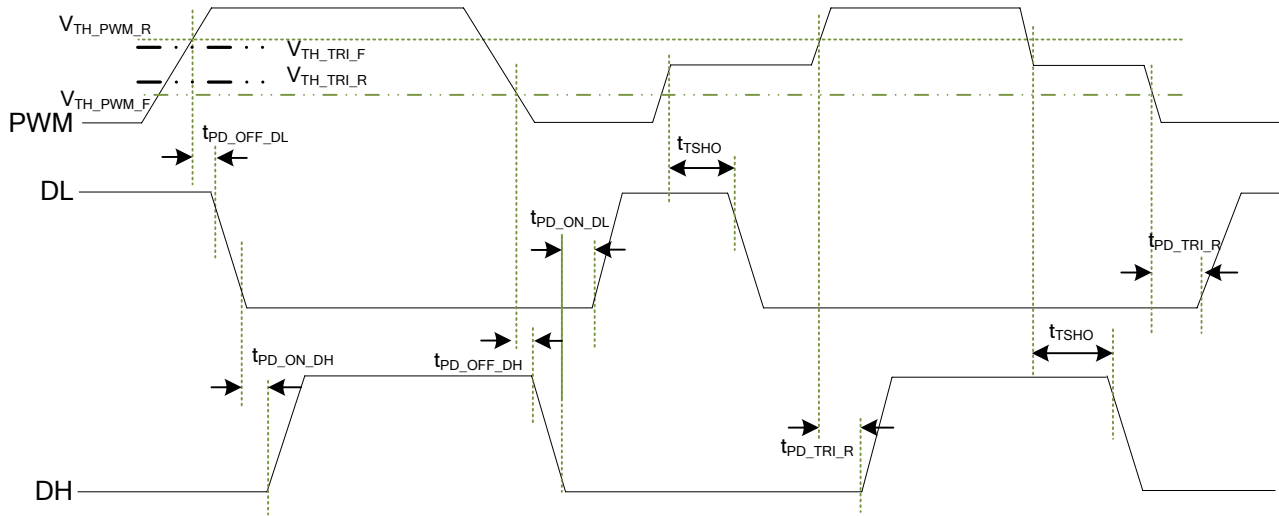 V_TH_PWM_R
V_TH_TRI_F
V_TH_TRI_R
V_TH_PWM_F
PWM
t_PD_OFF_DL
t_TSHO
DL
t_PD_ON_DL
t_PD_TRI_R
t_TSHO
t_PD_ON_DH
t_PD_OFF_DH
t_PD_TRI_R
DH